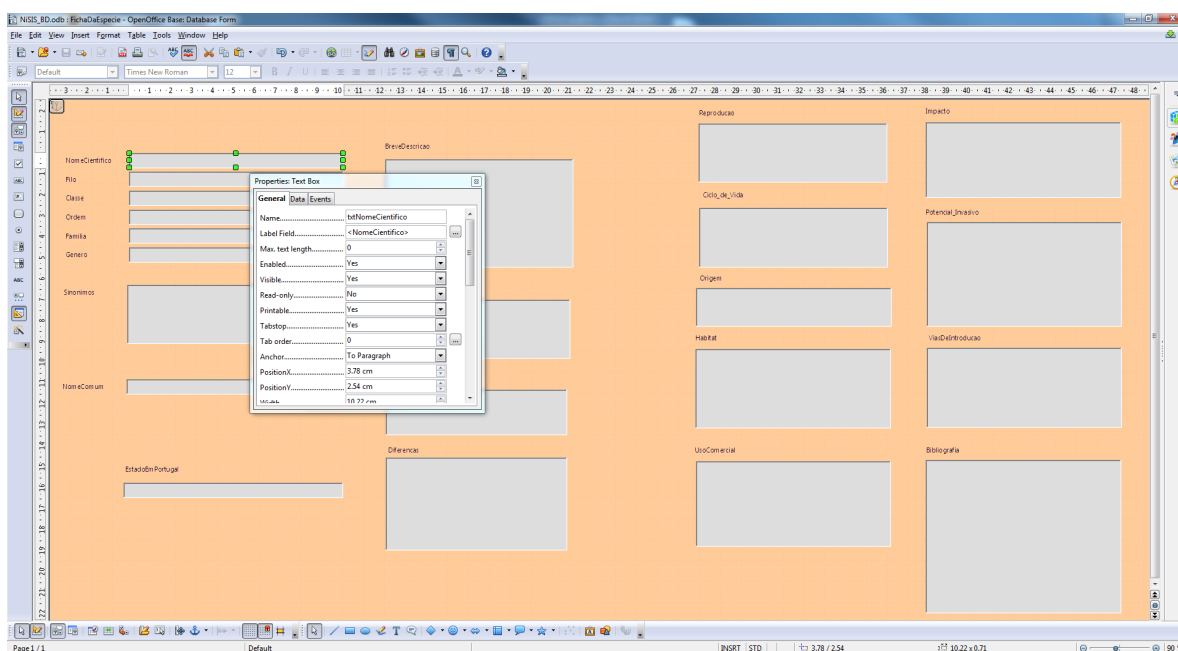 NiSIS_BD.odb : FichaDaEspecie - OpenOffice Base: Database Form
File Edit View Insert Format Table Tools Window Help
Default Times New Roman 12
Reproducao
Impacto
BreveDescricao
NomeCientifico
Filo
Classe
Ordem
Familia
Genero
Sinonimos
NomeComum
EstadoEmPortugal
Properties: Text Box
General Data Events
Name txtNomeCientifico
Label Field <NomeCientifico>
Max. text length 0
Enabled Yes
Visible Yes
Read-only No
Printable Yes
Tabstop Yes
Tab order 0
Anchor To Paragraph
PositionX 3.78 cm
PositionY 2.54 cm
Width 10.22 cm
Diferencas
Ciclo_de_Vida
Origem
Habitat
UsoComercial
Potencial_Invasivo
ViasDeIntroducao
Bibliografia
Page 1 / 1 Default INSRT STD 3.78 / 2.54 10.22 x 0.71 90